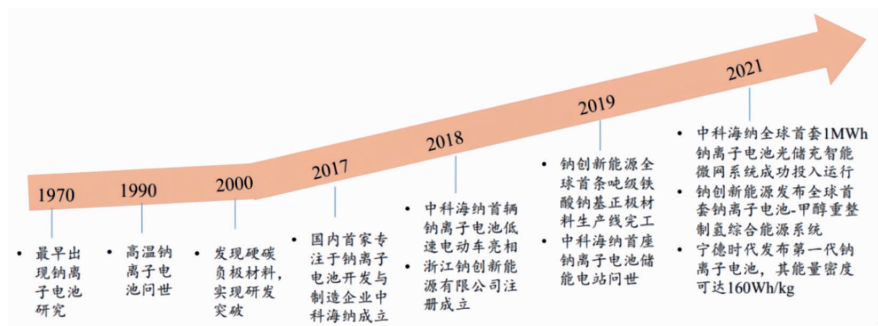 1970
• 最早出
现钠离
子电池
研究
1990
• 高温钠
离子电
池问世
2000
• 发现硬碳
负极材料，
实现研发
突破
2017
• 国内首家专
注于钠离子
电池开发与
制造企业中
科海纳成立
2018
• 中科海纳首辆
钠离子电池低
速电动车亮相
• 浙江钠创新能
源有限公司注
册成立
2019
• 钠创新能源全
球首条吨级铁
酸钠基正极材
料生产线完工
• 中科海纳首座
钠离子电池储
能电站问世
2021
• 中科海纳全球首套1MWh
钠离子电池光储充智能
微网系统成功投入运行
• 钠创新能源发布全球首
套钠离子电池-甲醇重整
制氢综合能源系统
• 宁德时代发布第一代钠
离子电池，其能量密度
可达160Wh/kg